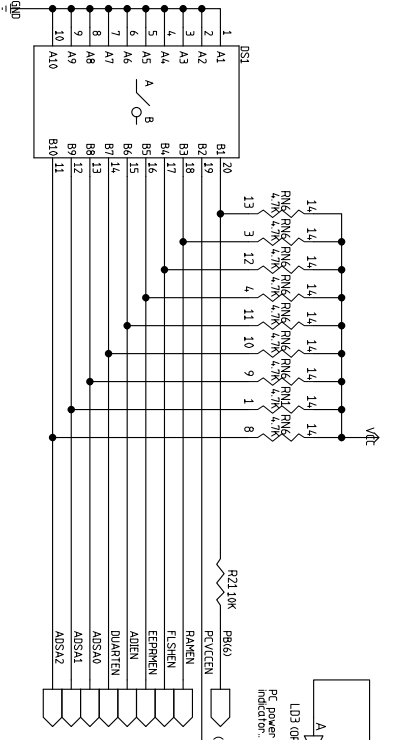 VCC
14 14 14 14 14 14 14 14 14
RN6 RN6 RN6 RN6 RN6 RN6 RN6 RN1 RN6
4.7K 4.7K 4.7K 4.7K 4.7K 4.7K 4.7K 4.7K 4.7K
13 3 12 4 11 10 9 1 8
LD3
A
PC power
indicator.
DS1
GND
1 A1 B1 20
2 A2 B2 19
3 A3 B3 18
4 A4 B4 17
5 A5 B5 16
6 A6 B6 15
7 A7 B7 14
8 A8 B8 13
9 A9 B9 12
10 A10 B10 11
A B
R21 10K
PB(6)
PCVCCEN
RAMEN
FLSHEN
EEPRMEN
ADIEN
DUARTEN
ADSA0
ADSA1
ADSA2